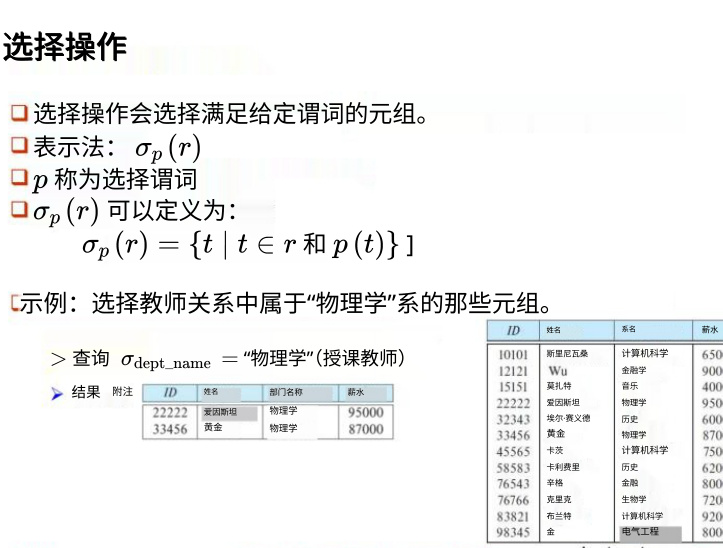 选择操作
选择操作会选择满足给定谓词的元组。
表示法： σp (r)
p 称为选择谓词
σp (r) 可以定义为：
σp (r) = {t | t ∈ r 和 p (t)} ]
示例：选择教师关系中属于“物理学”系的那些元组。
> 查询 σdept_name = “物理学”（授课教师）
结果 附注
ID 姓名 部门名称 薪水
22222 爱因斯坦 物理学 95000
33456 黄金 物理学 87000
ID 姓名 系名 薪水
10101 斯里尼瓦桑 计算机科学 650
12121 Wu 金融学 900
15151 莫扎特 音乐 400
22222 爱因斯坦 物理学 950
32343 埃尔·赛义德 历史 600
33456 黄金 物理学 870
45565 卡茨 计算机科学 750
58583 卡利费里 历史 620
76543 辛格 金融 800
76766 克里克 生物学 720
83821 布兰特 计算机科学 920
98345 金 电气工程 800